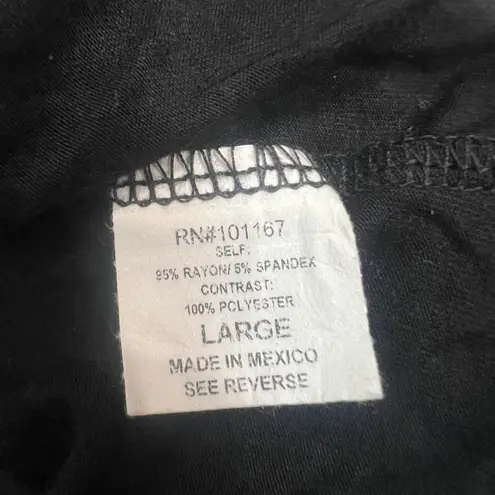 RN#101167
SELF:
95% RAYON/5% SPANDEX
CONTRAST:
100% POLYESTER
LARGE
MADE IN MEXICO
SEE REVERSE